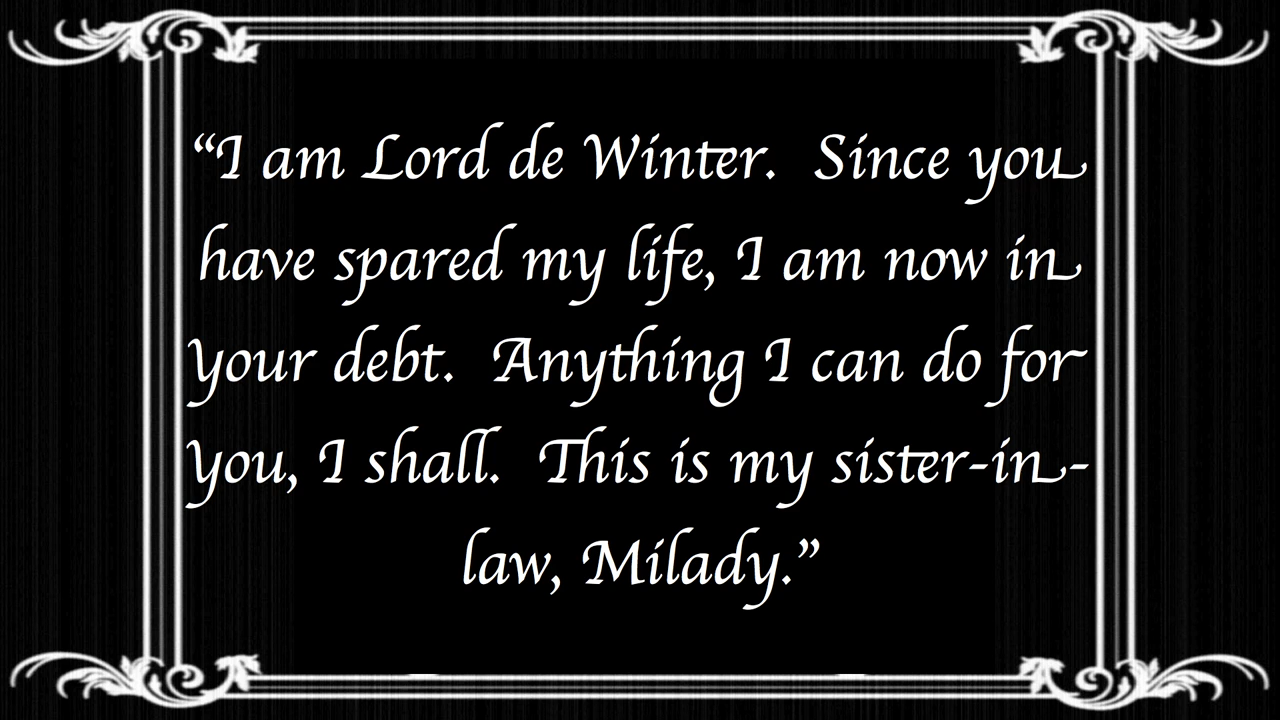 “I am Lord de Winter.  Since you
have spared my life, I am now in
your debt.  Anything I can do for
you, I shall.  This is my sister-in-
law, Milady.”